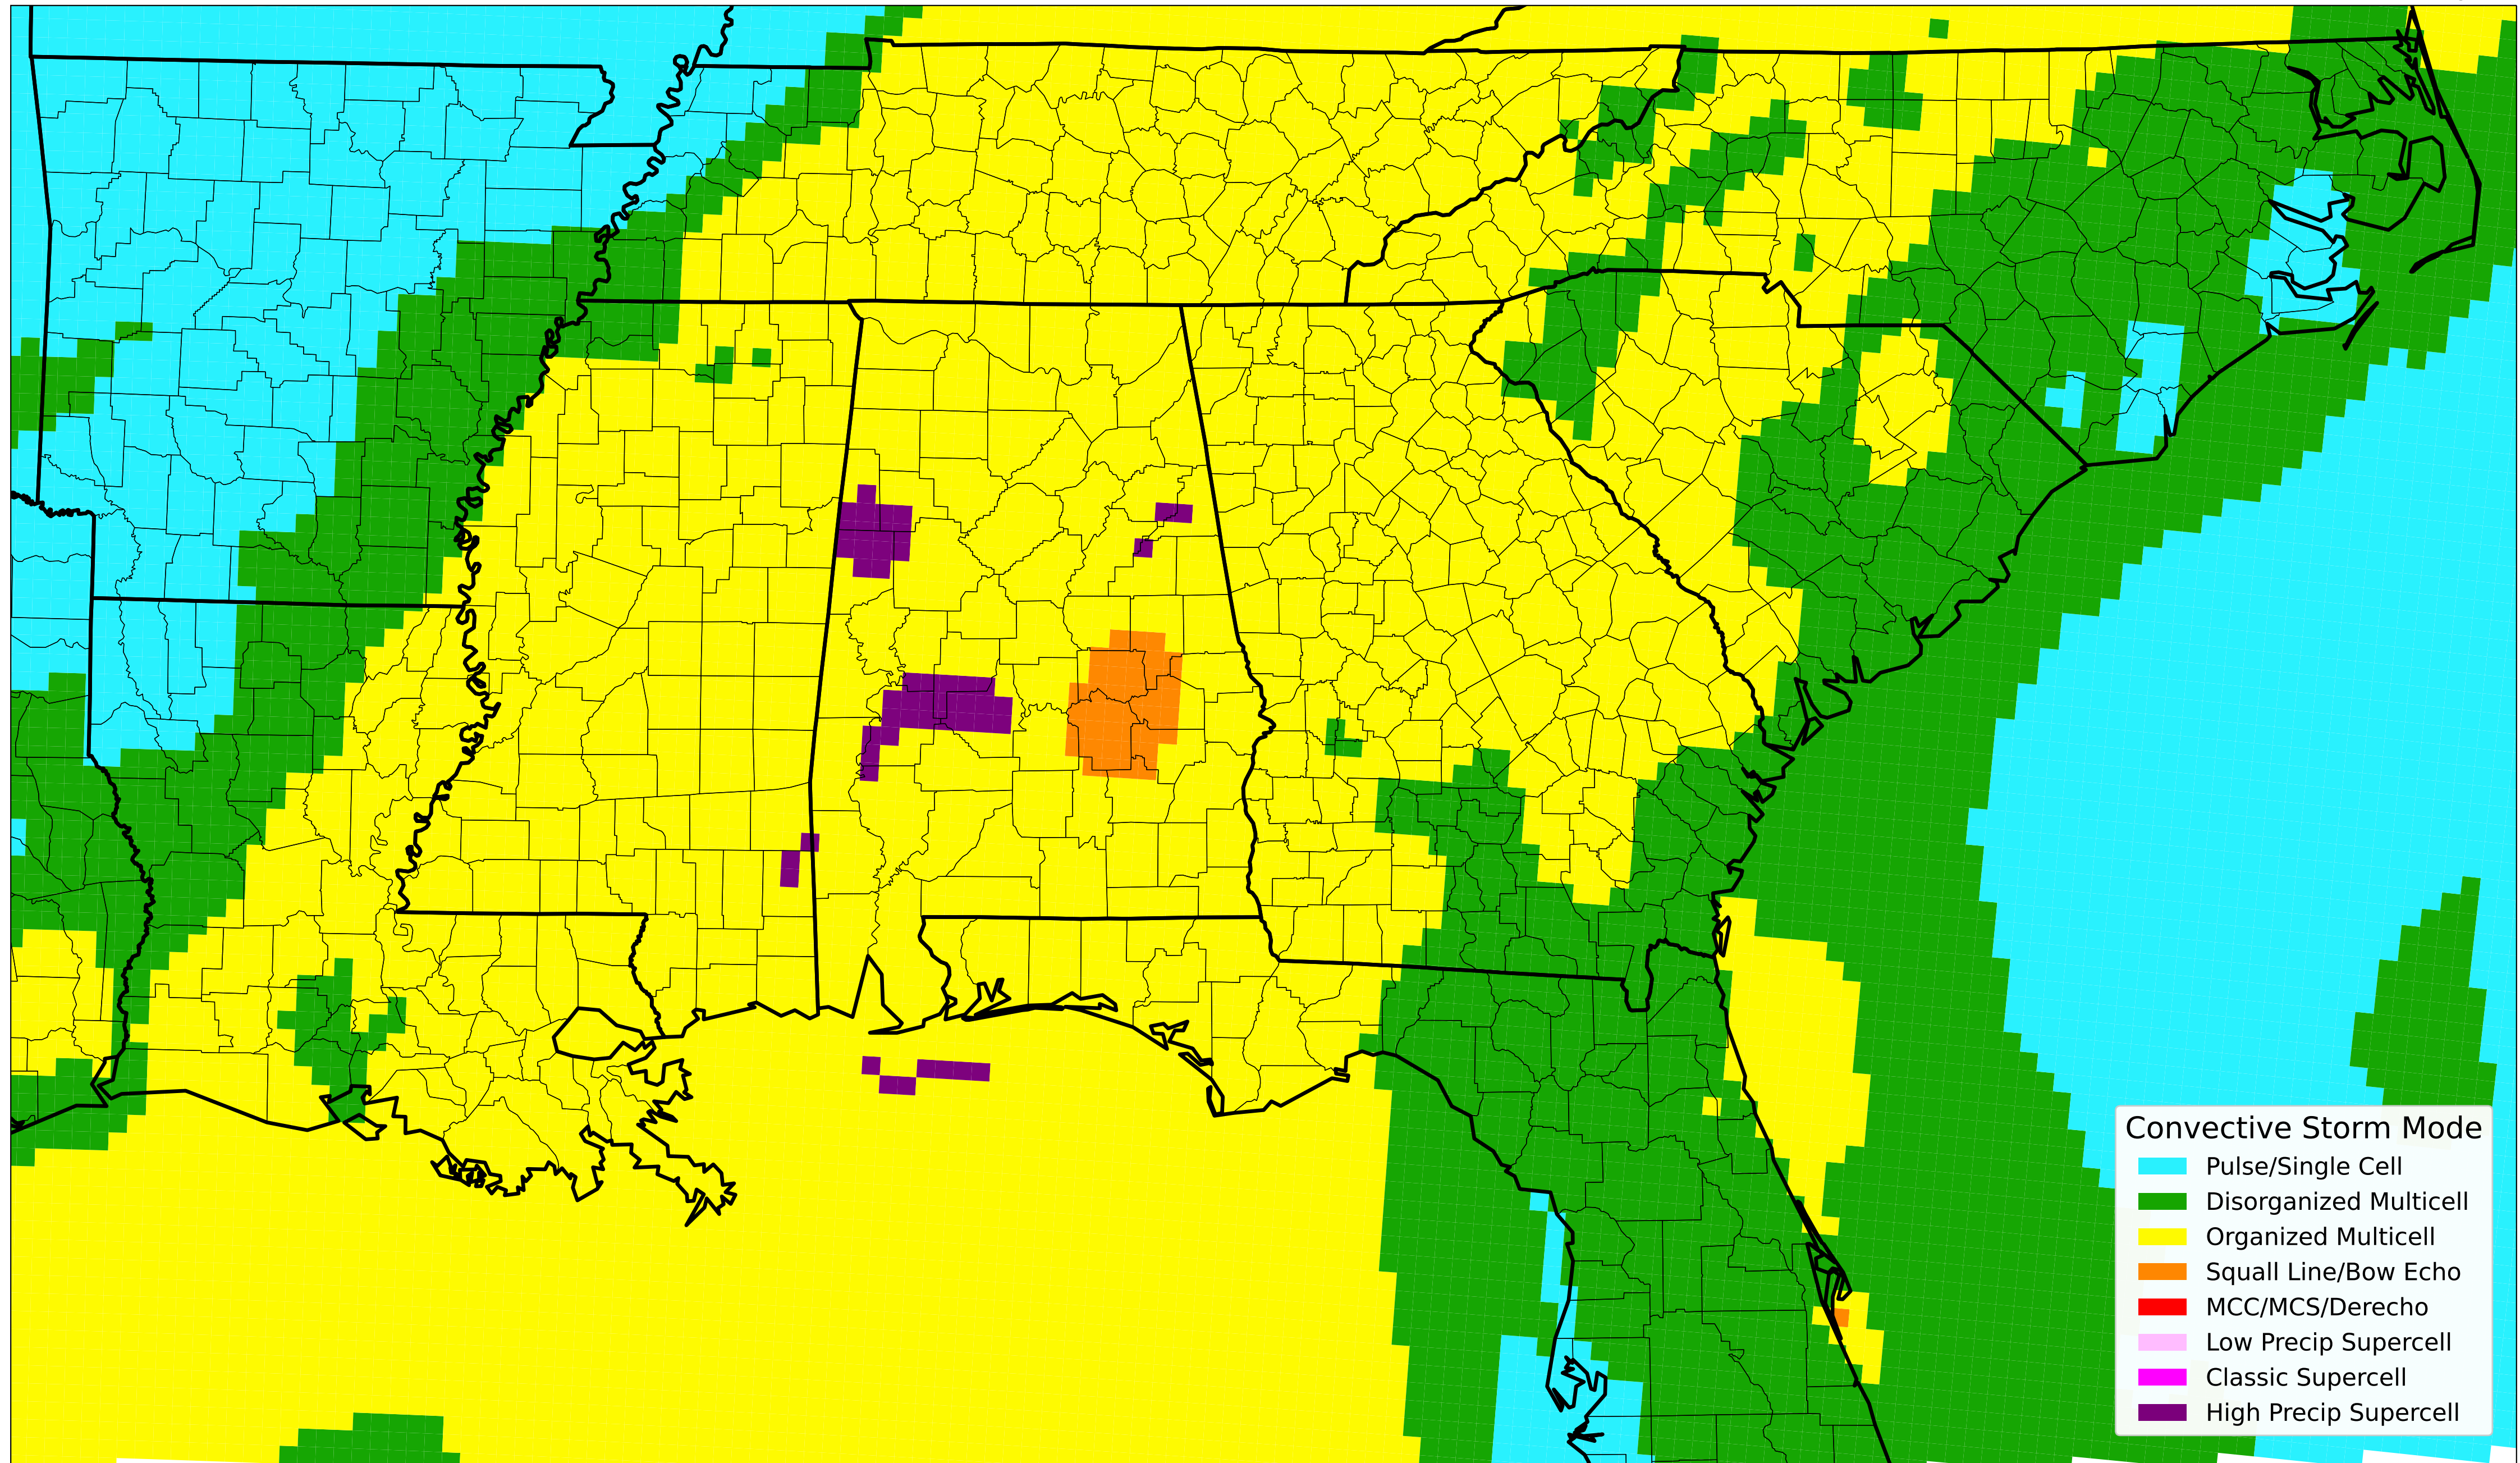 Convective Storm Mode
Pulse/Single Cell
Disorganized Multicell
Organized Multicell
Squall Line/Bow Echo
MCC/MCS/Derecho
Low Precip Supercell
Classic Supercell
High Precip Supercell